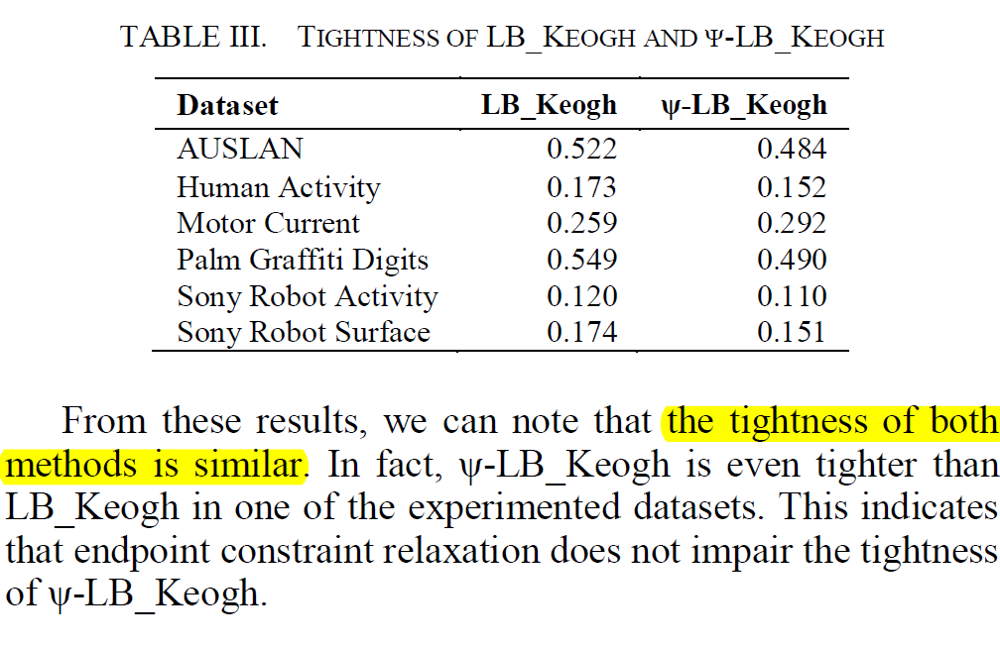 TABLE III. TIGHTNESS OF LB_KEOGH AND Ψ-LB_KEOGH
Dataset LB_Keogh ψ-LB_Keogh
AUSLAN 0.522 0.484
Human Activity 0.173 0.152
Motor Current 0.259 0.292
Palm Graffiti Digits 0.549 0.490
Sony Robot Activity 0.120 0.110
Sony Robot Surface 0.174 0.151
From these results, we can note that the tightness of both
methods is similar. In fact, ψ-LB_Keogh is even tighter than
LB_Keogh in one of the experimented datasets. This indicates
that endpoint constraint relaxation does not impair the tightness
of ψ-LB_Keogh.